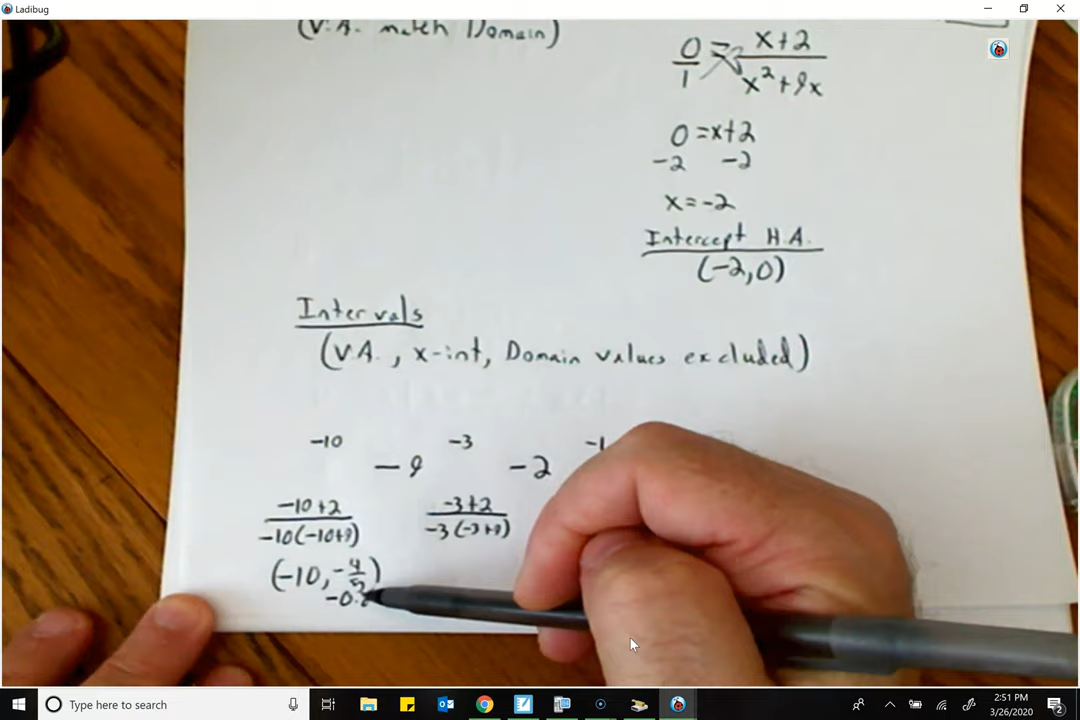 Ladibug
(V.A. match Domain)
0/1 = x+2 / x²+9x
0=x+2
-2 -2
x=-2
Intercept H.A.
(-2,0)
Intervals
(V.A., x-int, Domain values excluded)
-10 -3 -1
-9 -2
-10+2 / -10(-10+9) -3+2 / -3(-3+9)
(-10, -4/5)
Type here to search
2:51 PM
3/26/2020
2